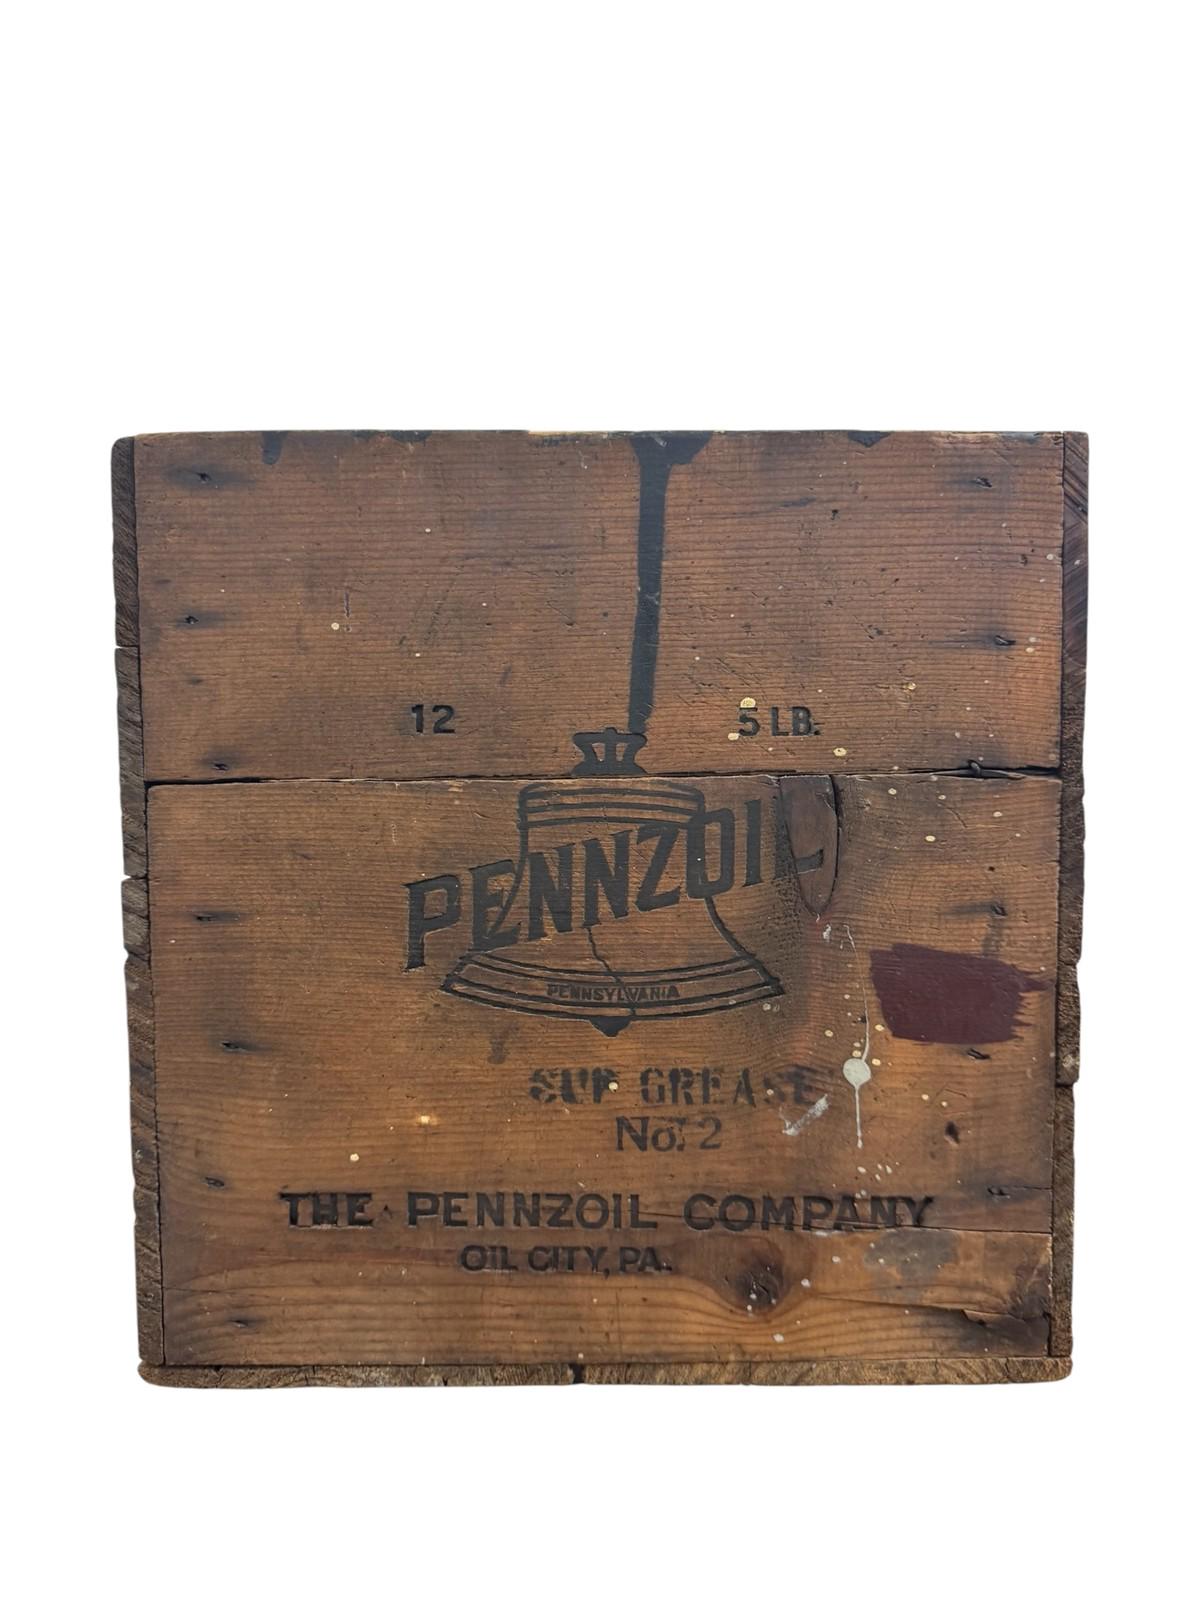 12 5 LB.
PENNZOIL
PENNSYLVANIA
CUP GREASE
No. 2
THE PENNZOIL COMPANY
OIL CITY, PA.